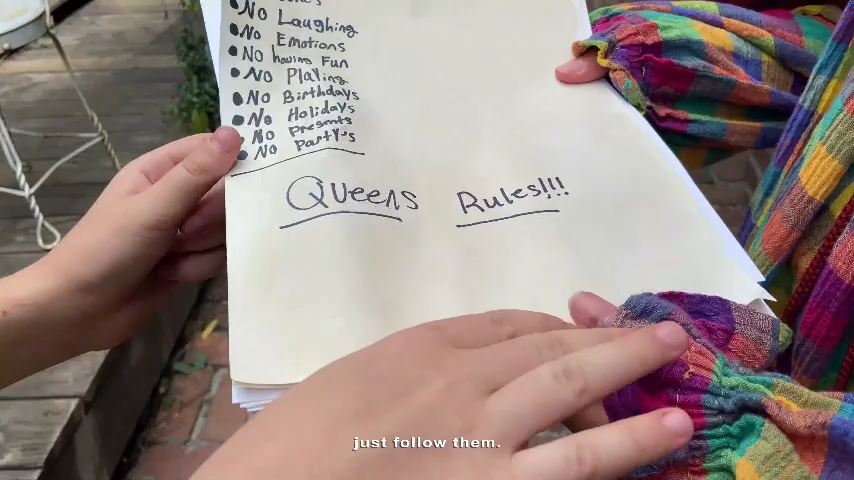 No Laughing
No Emotions
No having Fun
No Playing
No Birthdays
No Holidays
No Presents
No Party's
Queens Rules!!!
just follow them.